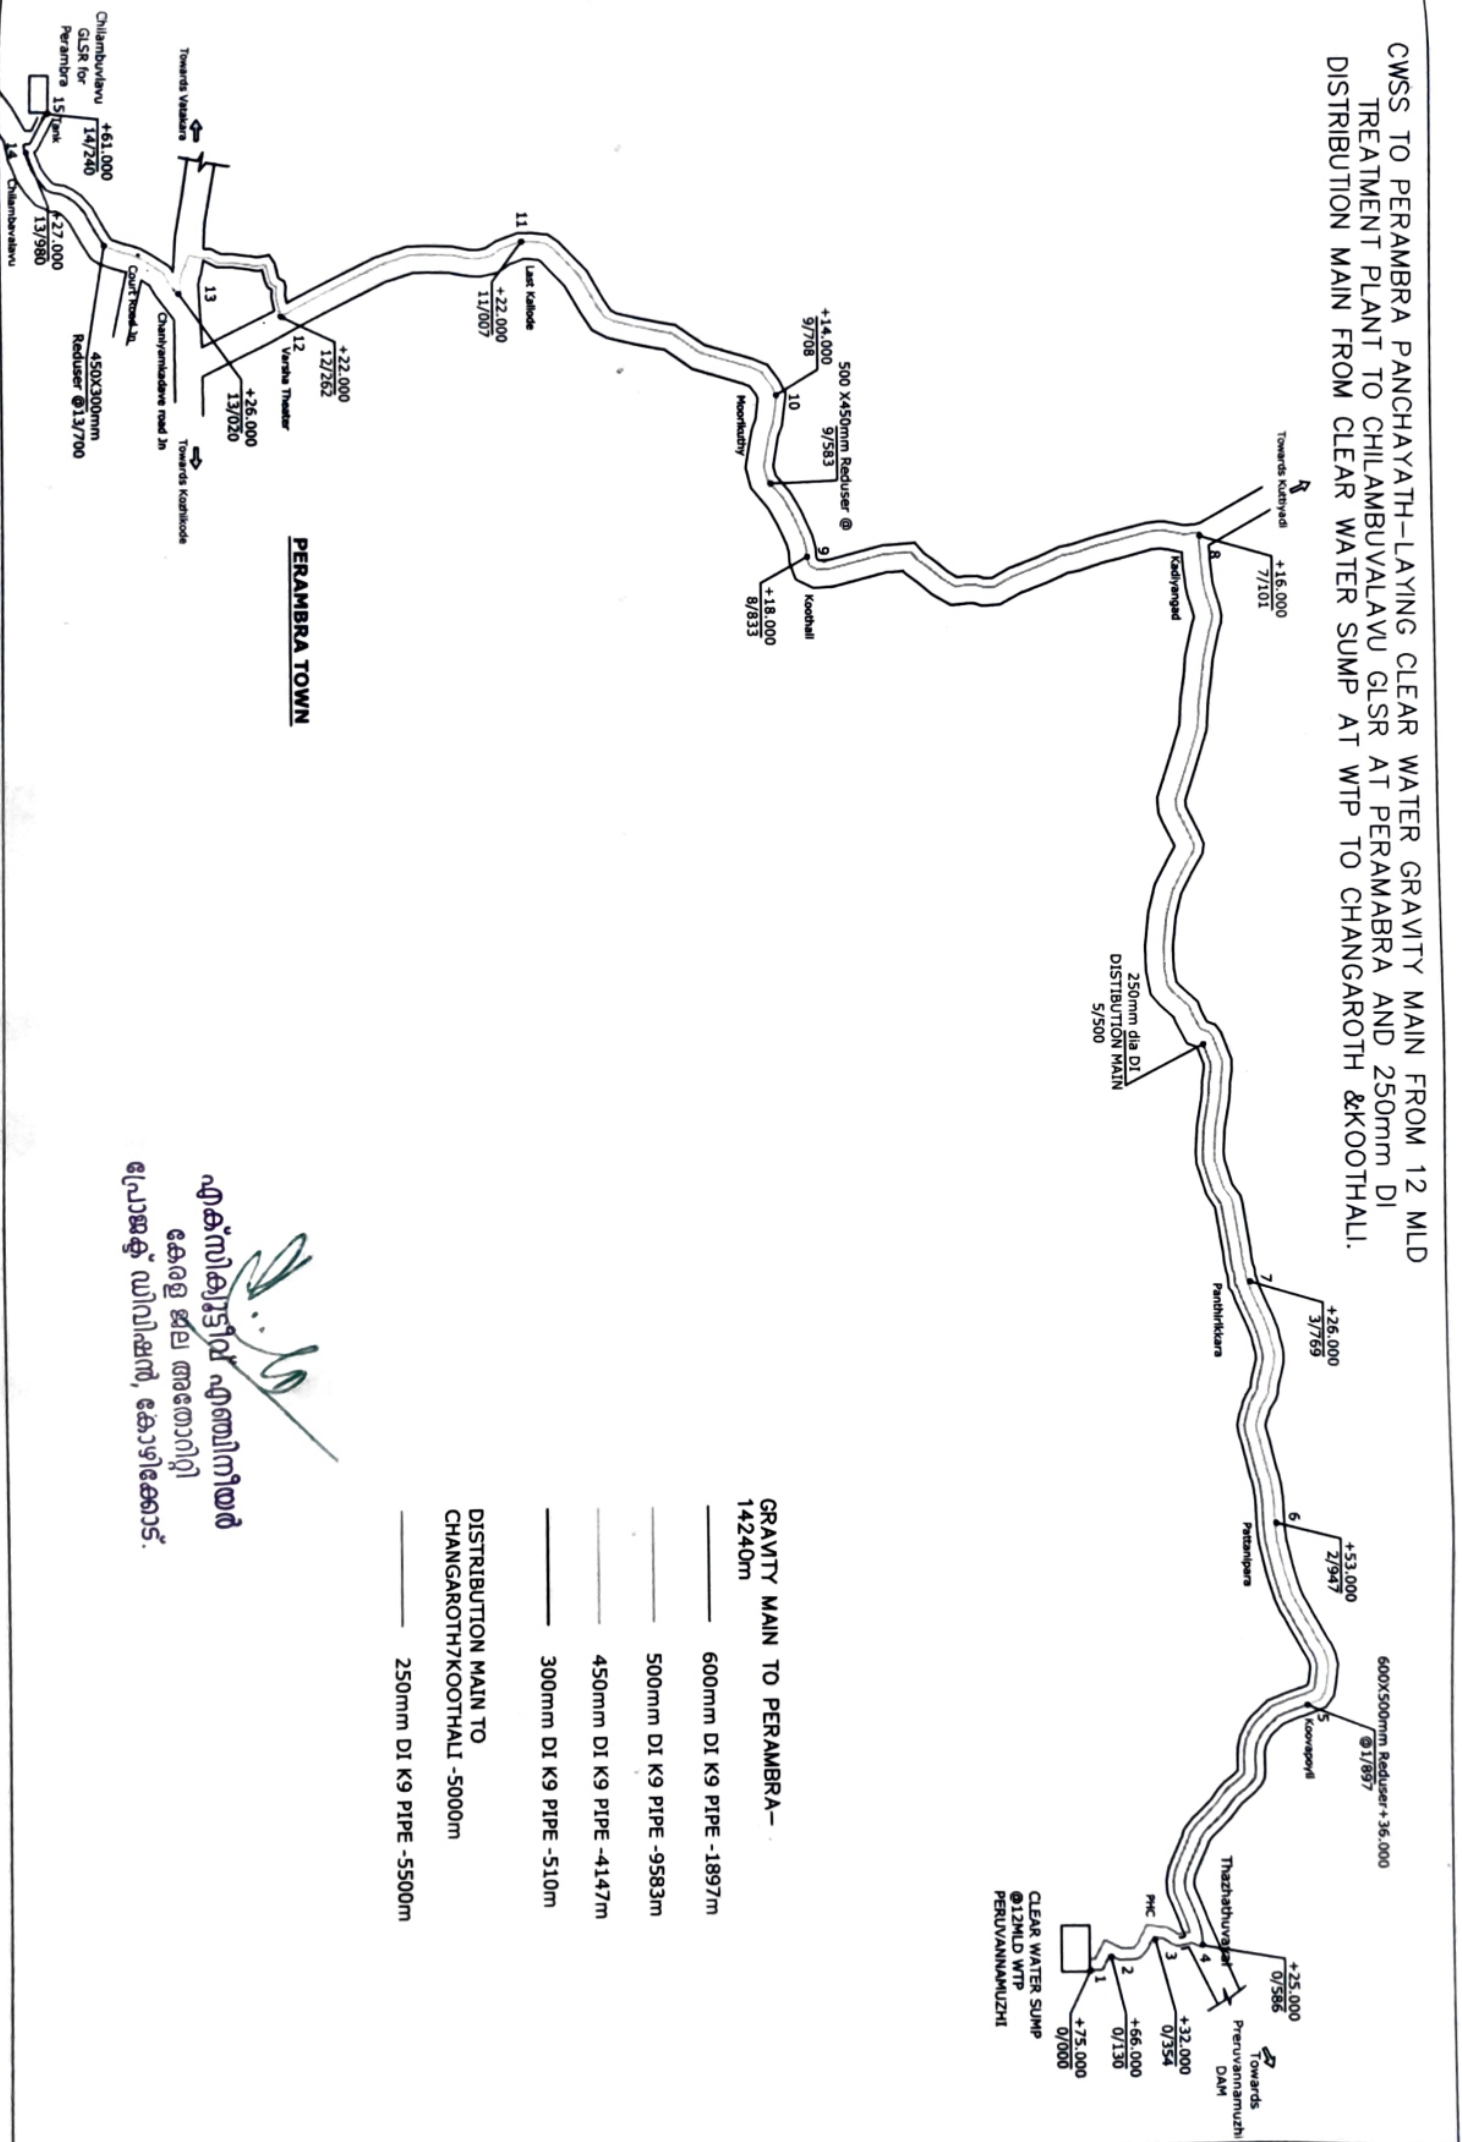 CWSS TO PERAMBRA PANCHAYATH-LAYING CLEAR WATER GRAVITY MAIN FROM 12 MLD
TREATMENT PLANT TO CHILAMBUVALAVU GLSR AT PERAMABRA AND 250mm DI
DISTRIBUTION MAIN FROM CLEAR WATER SUMP AT WTP TO CHANGAROTH &KOOTHALI.
Towards Kuttiyadi
+16.000
7/101
8
Kadiyangad
250mm dia DI
DISTIBUTION MAIN
5/500
7
+26.000
3/769
Panthirikkara
6
+53.000
2/947
Pattanipara
600X500mm Reduser+36.000
@1/897
5
Koovapoyil
Thazhathuvayal
+25.000
0/586
4
Towards
Preruvannamuzhi
DAM
PHC
3
+32.000
0/354
2
+66.000
0/130
1
+75.000
0/000
CLEAR WATER SUMP
@12MLD WTP
PERUVANNAMUZHI
+14.000
9/708
500 X450mm Reduser @
9/583
10
Moorikuthy
9
Koothali
+18.000
8/833
11
Last Kallode
+22.000
11/007
12
Varsha Theater
+22.000
12/262
13
+26.000
13/020
Towards Vatakara
Towards Kozhikode
Chaniyamkadave road Jn
Court Road Jn
450X300mm
Reduser @13/700
Chilambuvlavu
GLSR for
Perambra Tank
15
+61.000
14/240
+27.000
13/980
14
Chilambavalavu
PERAMBRA TOWN
GRAVITY MAIN TO PERAMBRA-
14240m
600mm DI K9 PIPE -1897m
500mm DI K9 PIPE -9583m
450mm DI K9 PIPE -4147m
300mm DI K9 PIPE -510m
DISTRIBUTION MAIN TO
CHANGAROTH7KOOTHALI -5000m
250mm DI K9 PIPE -5500m
എക്സിക്യൂട്ടീവ് എഞ്ചിനീയർ
കേരള ജല അതോറിറ്റി
പ്രോജക്ട് ഡിവിഷൻ, കോഴിക്കോട്.